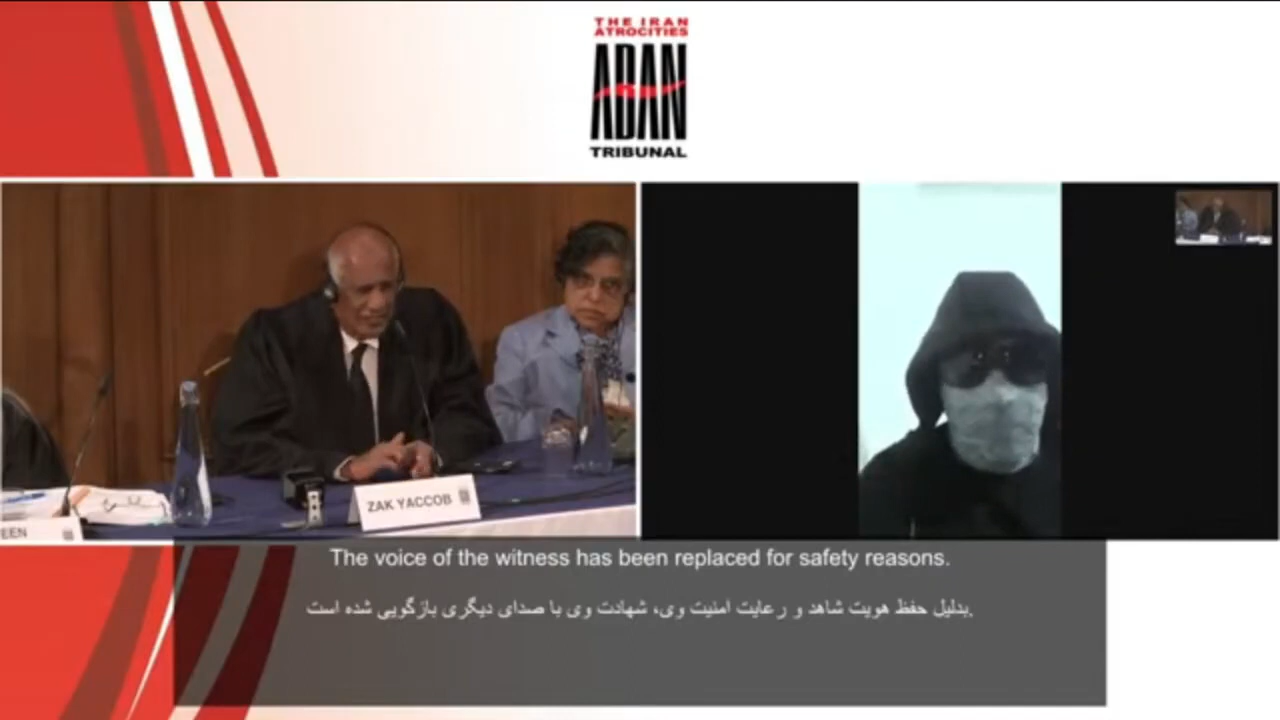 THE IRAN
ATROCITIES
ABAN
TRIBUNAL
ZAK YACCOB
EEN
The voice of the witness has been replaced for safety reasons.
بدلیل حفظ هویت شاهد و رعایت امنیت وی، شهادت وی با صدای دیگری بازگویی شده است.